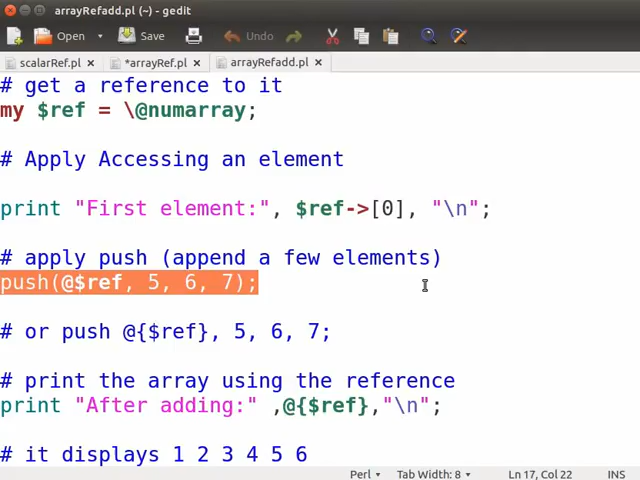 arrayRefadd.pl (~) - gedit
Open Save Undo
scalarRef.pl *arrayRef.pl arrayRefadd.pl
# get a reference to it
my $ref = \@numarray;
# Apply Accessing an element
print "First element:", $ref->[0], "\n";
# apply push (append a few elements)
push(@$ref, 5, 6, 7);
# or push @{$ref}, 5, 6, 7;
# print the array using the reference
print "After adding:" ,@{$ref},"\n";
# it displays 1 2 3 4 5 6
Perl Tab Width: 8 Ln 17, Col 22 INS